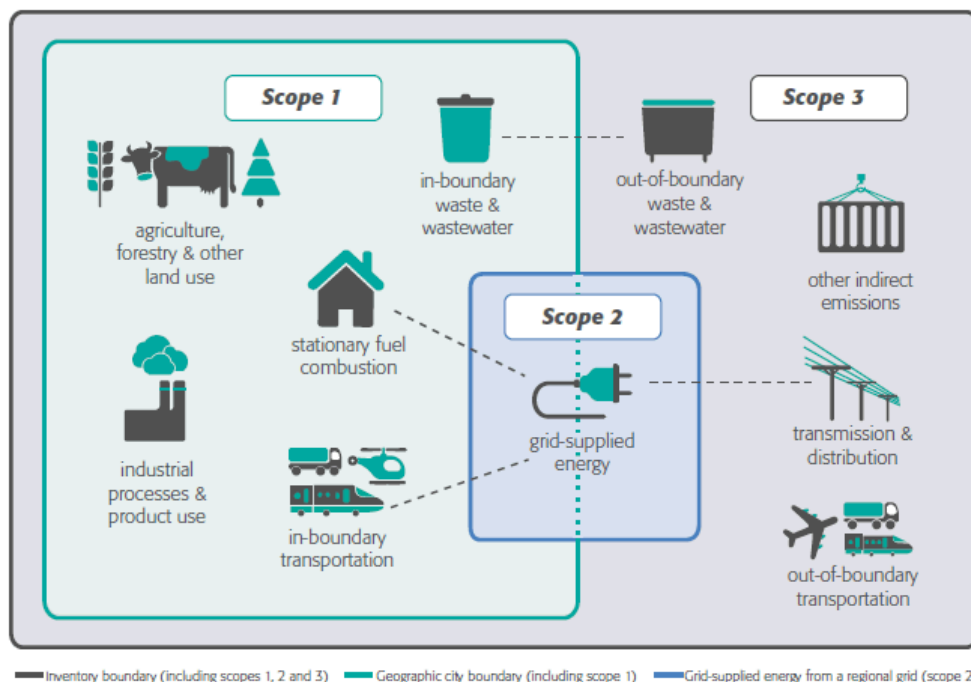 Scope 1
Scope 3
in-boundary
waste &
wastewater
out-of-boundary
waste &
wastewater
agriculture,
forestry & other
land use
other indirect
emissions
Scope 2
stationary fuel
combustion
grid-supplied
energy
transmission &
distribution
industrial
processes &
product use
in-boundary
transportation
out-of-boundary
transportation
Inventory boundary (including scopes 1, 2 and 3)
Geographic city boundary (including scope 1)
Grid-supplied energy from a regional grid (scope 2